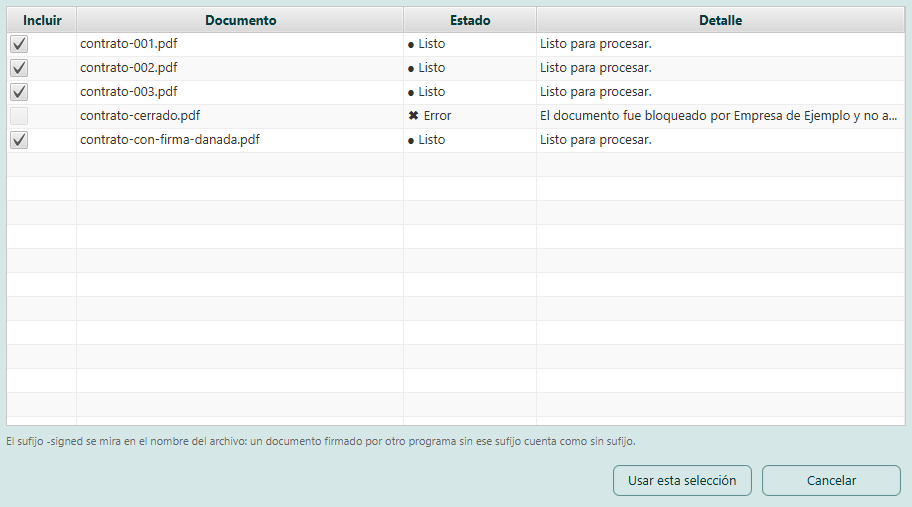 Incluir Documento Estado Detalle
contrato-001.pdf ● Listo Listo para procesar.
contrato-002.pdf ● Listo Listo para procesar.
contrato-003.pdf ● Listo Listo para procesar.
contrato-cerrado.pdf ✖ Error El documento fue bloqueado por Empresa de Ejemplo y no a...
contrato-con-firma-danada.pdf ● Listo Listo para procesar.
El sufijo -signed se mira en el nombre del archivo: un documento firmado por otro programa sin ese sufijo cuenta como sin sufijo.
Usar esta selección Cancelar